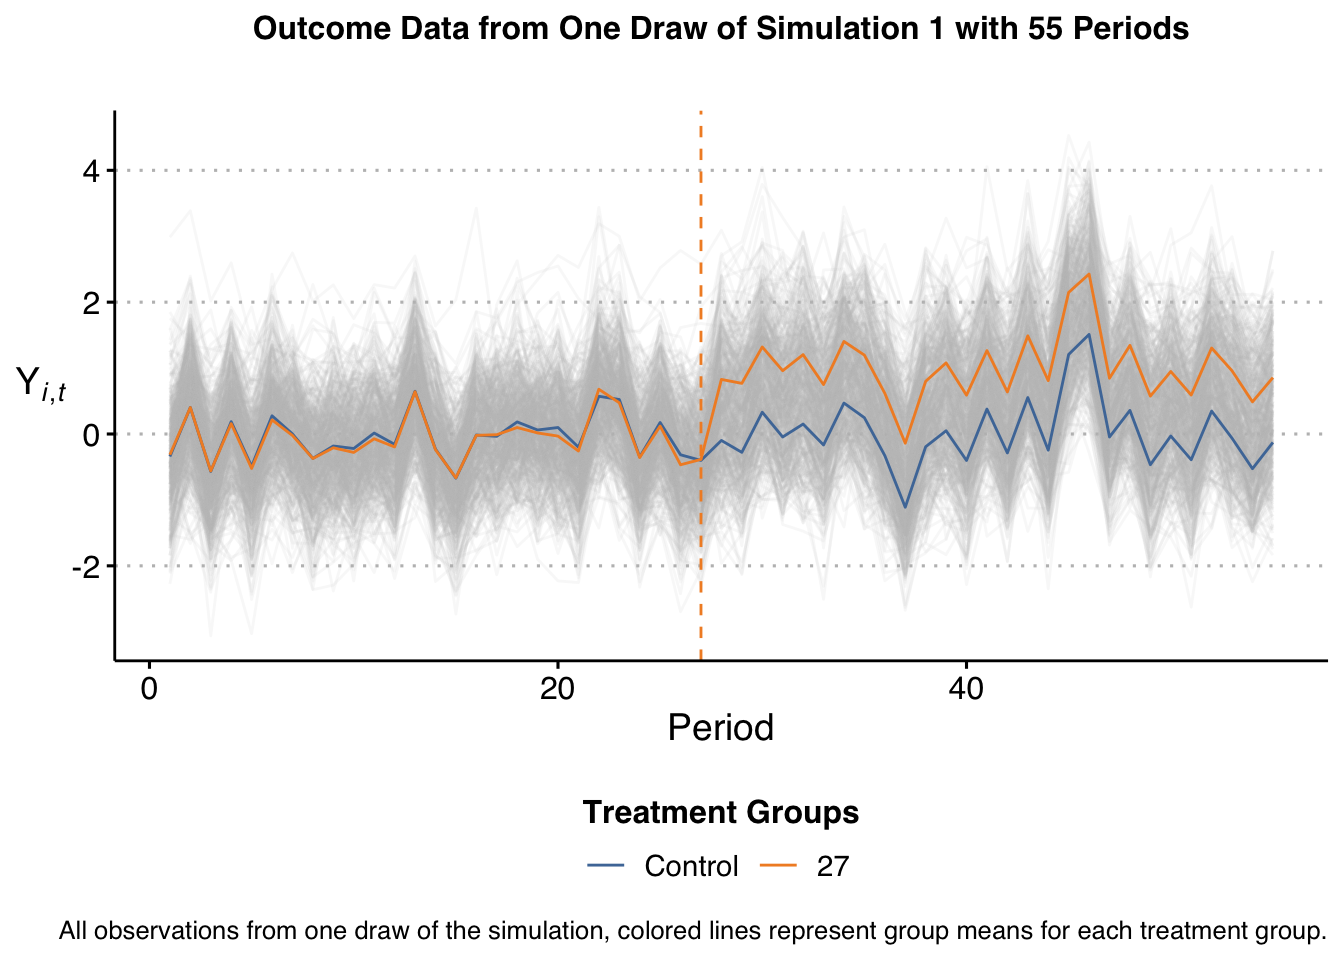 Outcome Data from One Draw of Simulation 1 with 55 Periods
4
2
Y i,t
0
-2
0 20 40
Period
Treatment Groups
Control 27
All observations from one draw of the simulation, colored lines represent group means for each treatment group.